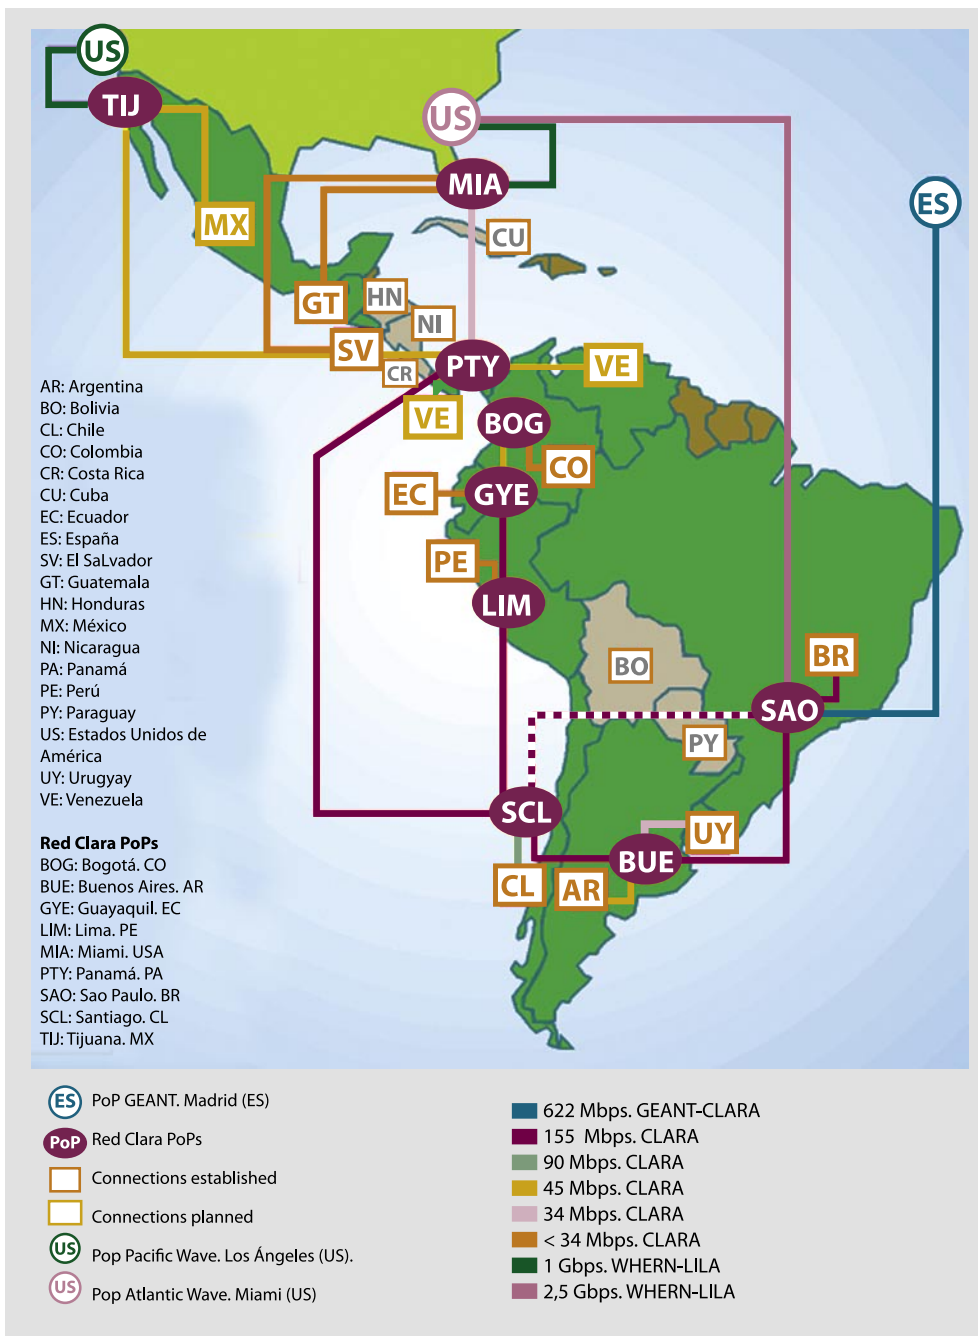 US
TIJ
US
MIA
ES
MX
CU
HN
GT
NI
SV
PTY
VE
CR
VE
BOG
CO
EC
GYE
PE
LIM
BO
BR
SAO
PY
SCL
UY
BUE
CL
AR
AR: Argentina
BO: Bolivia
CL: Chile
CO: Colombia
CR: Costa Rica
CU: Cuba
EC: Ecuador
ES: España
SV: El SaLvador
GT: Guatemala
HN: Honduras
MX: México
NI: Nicaragua
PA: Panamá
PE: Perú
PY: Paraguay
US: Estados Unidos de
América
UY: Urugyay
VE: Venezuela
Red Clara PoPs
BOG: Bogotá. CO
BUE: Buenos Aires. AR
GYE: Guayaquil. EC
LIM: Lima. PE
MIA: Miami. USA
PTY: Panamá. PA
SAO: Sao Paulo. BR
SCL: Santiago. CL
TIJ: Tijuana. MX
ES PoP GEANT. Madrid (ES)
PoP Red Clara PoPs
Connections established
Connections planned
US Pop Pacific Wave. Los Ángeles (US).
US Pop Atlantic Wave. Miami (US)
622 Mbps. GEANT-CLARA
155 Mbps. CLARA
90 Mbps. CLARA
45 Mbps. CLARA
34 Mbps. CLARA
< 34 Mbps. CLARA
1 Gbps. WHERN-LILA
2,5 Gbps. WHERN-LILA